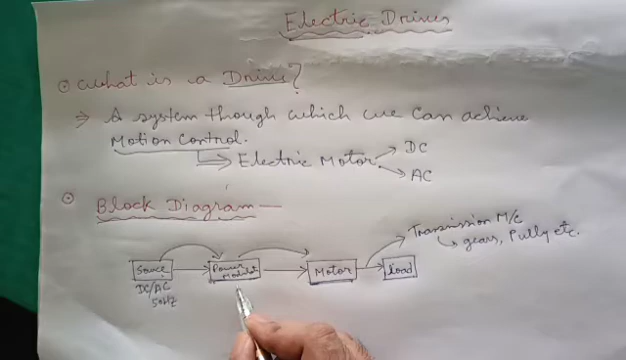 Electric Drives
What is a Drive?
⇒ A system though which we can achieve
Motion Control.
Electric Motor
DC
AC
Block Diagram —
Transmission M/c
gears, Pully etc.
Source
Power
Motor
load
DC/AC
50Hz